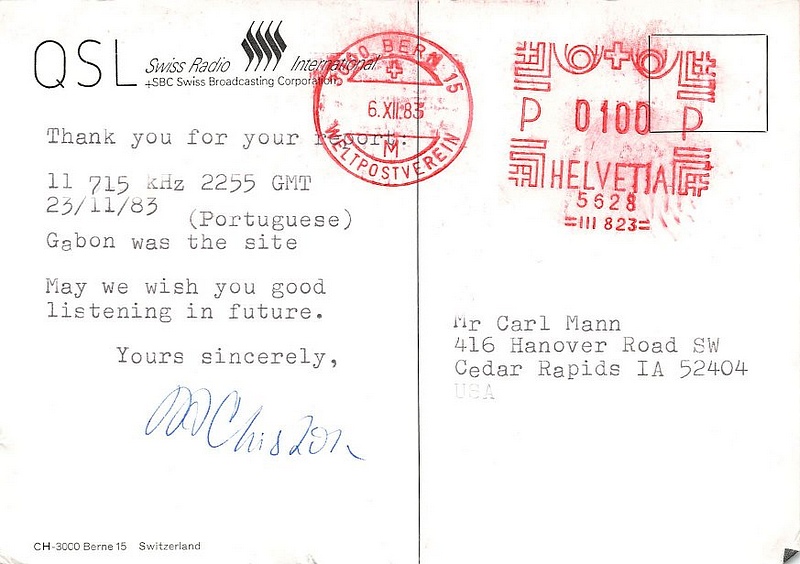 QSL Swiss Radio International
+SBC Swiss Broadcasting Corporation
3000 BERN 15
6.XII.83
M
WELTPOSTVEREIN
P 0100 P
HELVETIA
5628
III 823
Thank you for your report.
11 715 kHz 2255 GMT
23/11/83 (Portuguese)
Gabon was the site
May we wish you good
listening in future.
Yours sincerely,
Mr Carl Mann
416 Hanover Road SW
Cedar Rapids IA 52404
USA
CH-3000 Berne 15 Switzerland